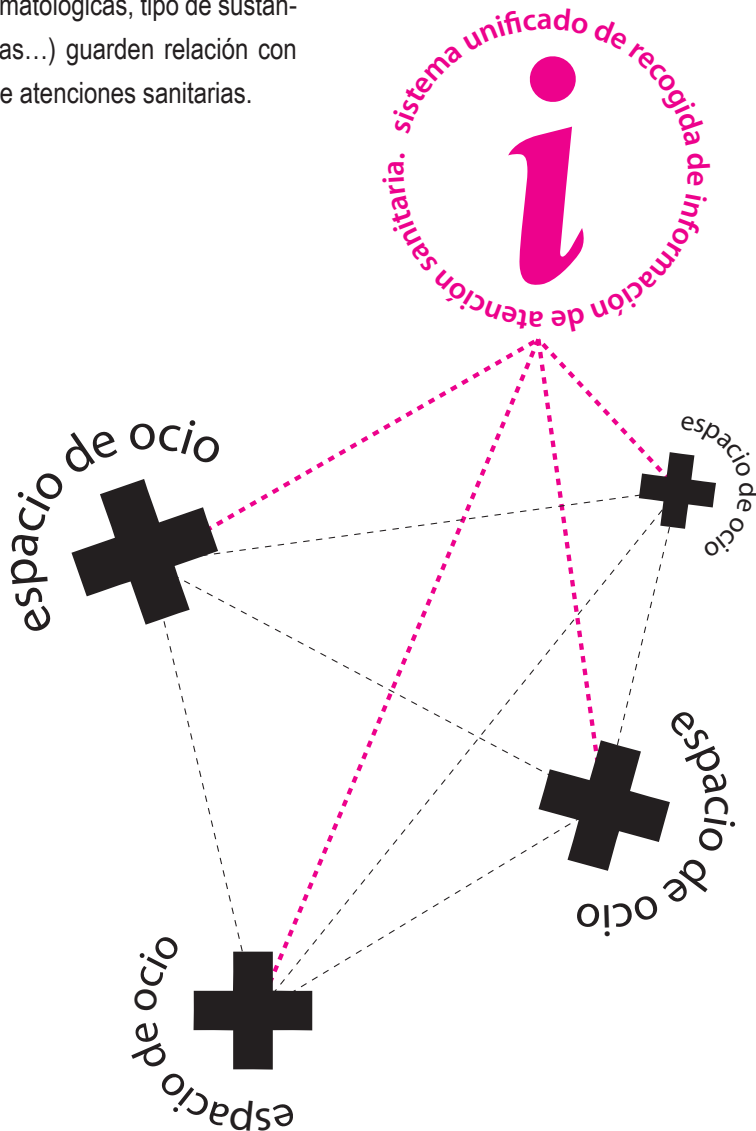 matológicas, tipo de sustan-
as…) guarden relación con
e atenciones sanitarias.
sistema unificado de recogida de información de atención sanitaria.
i
espacio de ocio
espacio de ocio
espacio de ocio
espacio de ocio